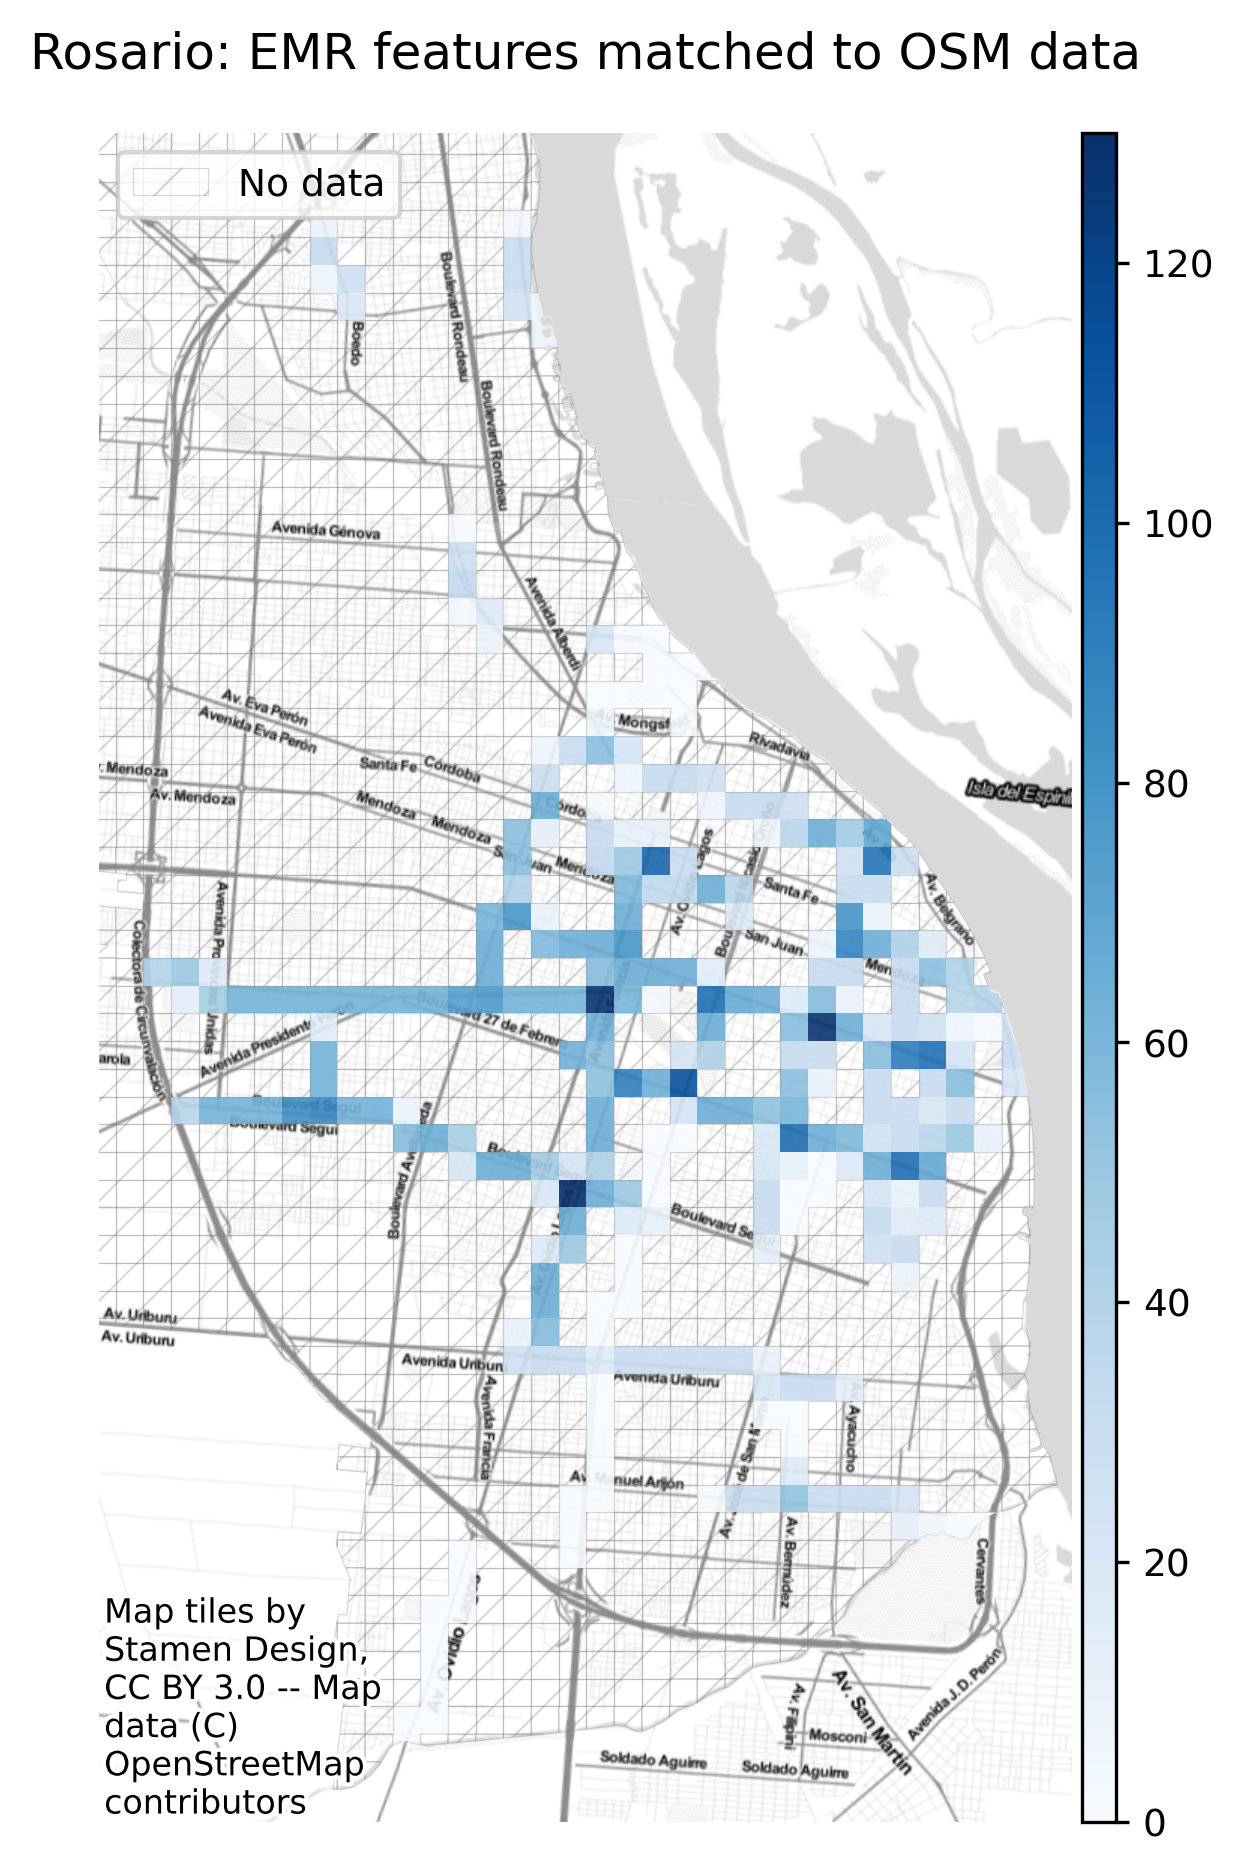 Rosario: EMR features matched to OSM data
No data
Boulevard Rondeau
Boedo
Boulevard Rondeau
Avenida Génova
Avenida Alberdi
Av. Eva Perón
Avenida Eva Perón
Mongsf
Rivadavia
Santa Fe
Córdoba
Mendoza
Av. Mendoza
Isla del Espíri
Mendoza
Mendoza
Córdo
San Juan
Mendoza
Lagos
Santa Fe
Av. Belgrano
San Juan
Mendoza
Colectora de Circunvalación
Boulevard 27 de Febrero
Avenida Presidente Perón
arola
Boulevard Seguí
Boulevard Seguí
Boulevard Seguí
Boulevard Seguí
Av. Uriburu
Av. Uriburu
Avenida Uriburu
Avenida Uriburu
Avenida Francia
Ayacucho
Av. Manuel Arijón
Av. Bermúdez
Cervantes
Av. Ovidio Lagos
Av. San Martín
Avenida J. D. Perón
Av. Filipini
Mosconi
Soldado Aguirre
Soldado Aguirre
Map tiles by
Stamen Design,
CC BY 3.0 -- Map
data (C)
OpenStreetMap
contributors
120
100
80
60
40
20
0